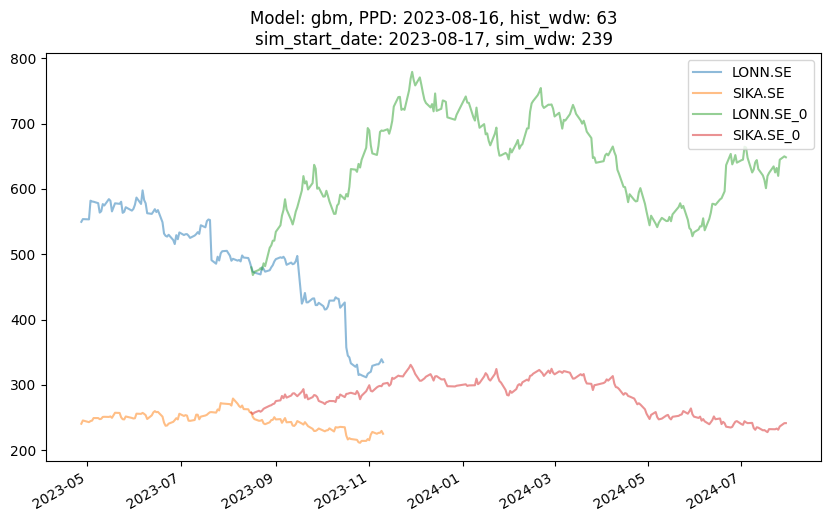 Model: gbm, PPD: 2023-08-16, hist_wdw: 63
sim_start_date: 2023-08-17, sim_wdw: 239
800
700
600
500
400
300
200
LONN.SE
SIKA.SE
LONN.SE_0
SIKA.SE_0
2023-05
2023-07
2023-09
2023-11
2024-01
2024-03
2024-05
2024-07